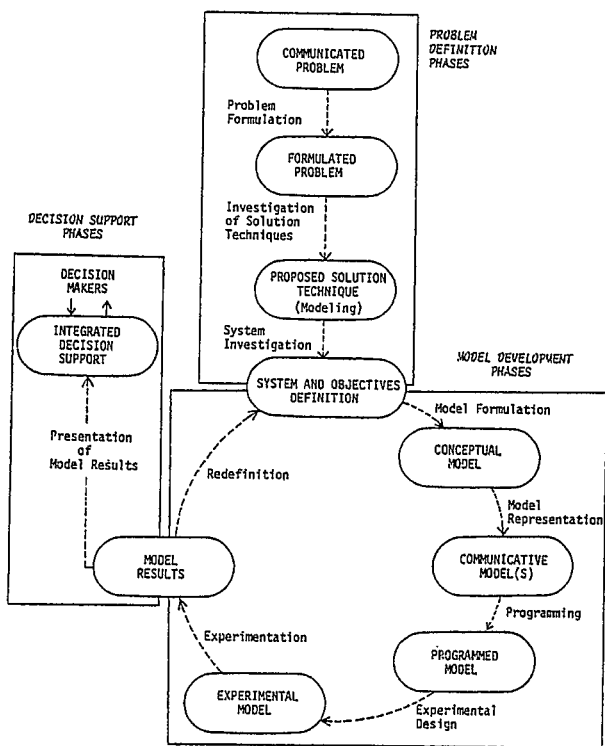 PROBLEM
DEFINITION
PHASES
COMMUNICATED
PROBLEM
Problem
Formulation
FORMULATED
PROBLEM
Investigation
of Solution
Techniques
PROPOSED SOLUTION
TECHNIQUE
(Modeling)
System
Investigation
SYSTEM AND OBJECTIVES
DEFINITION
DECISION SUPPORT
PHASES
DECISION
MAKERS
INTEGRATED
DECISION
SUPPORT
Presentation
of
Model Results
MODEL DEVELOPMENT
PHASES
Model Formulation
CONCEPTUAL
MODEL
Model
Representation
COMMUNICATIVE
MODEL(S)
Programming
PROGRAMMED
MODEL
Experimental
Design
EXPERIMENTAL
MODEL
Experimentation
MODEL
RESULTS
Redefinition